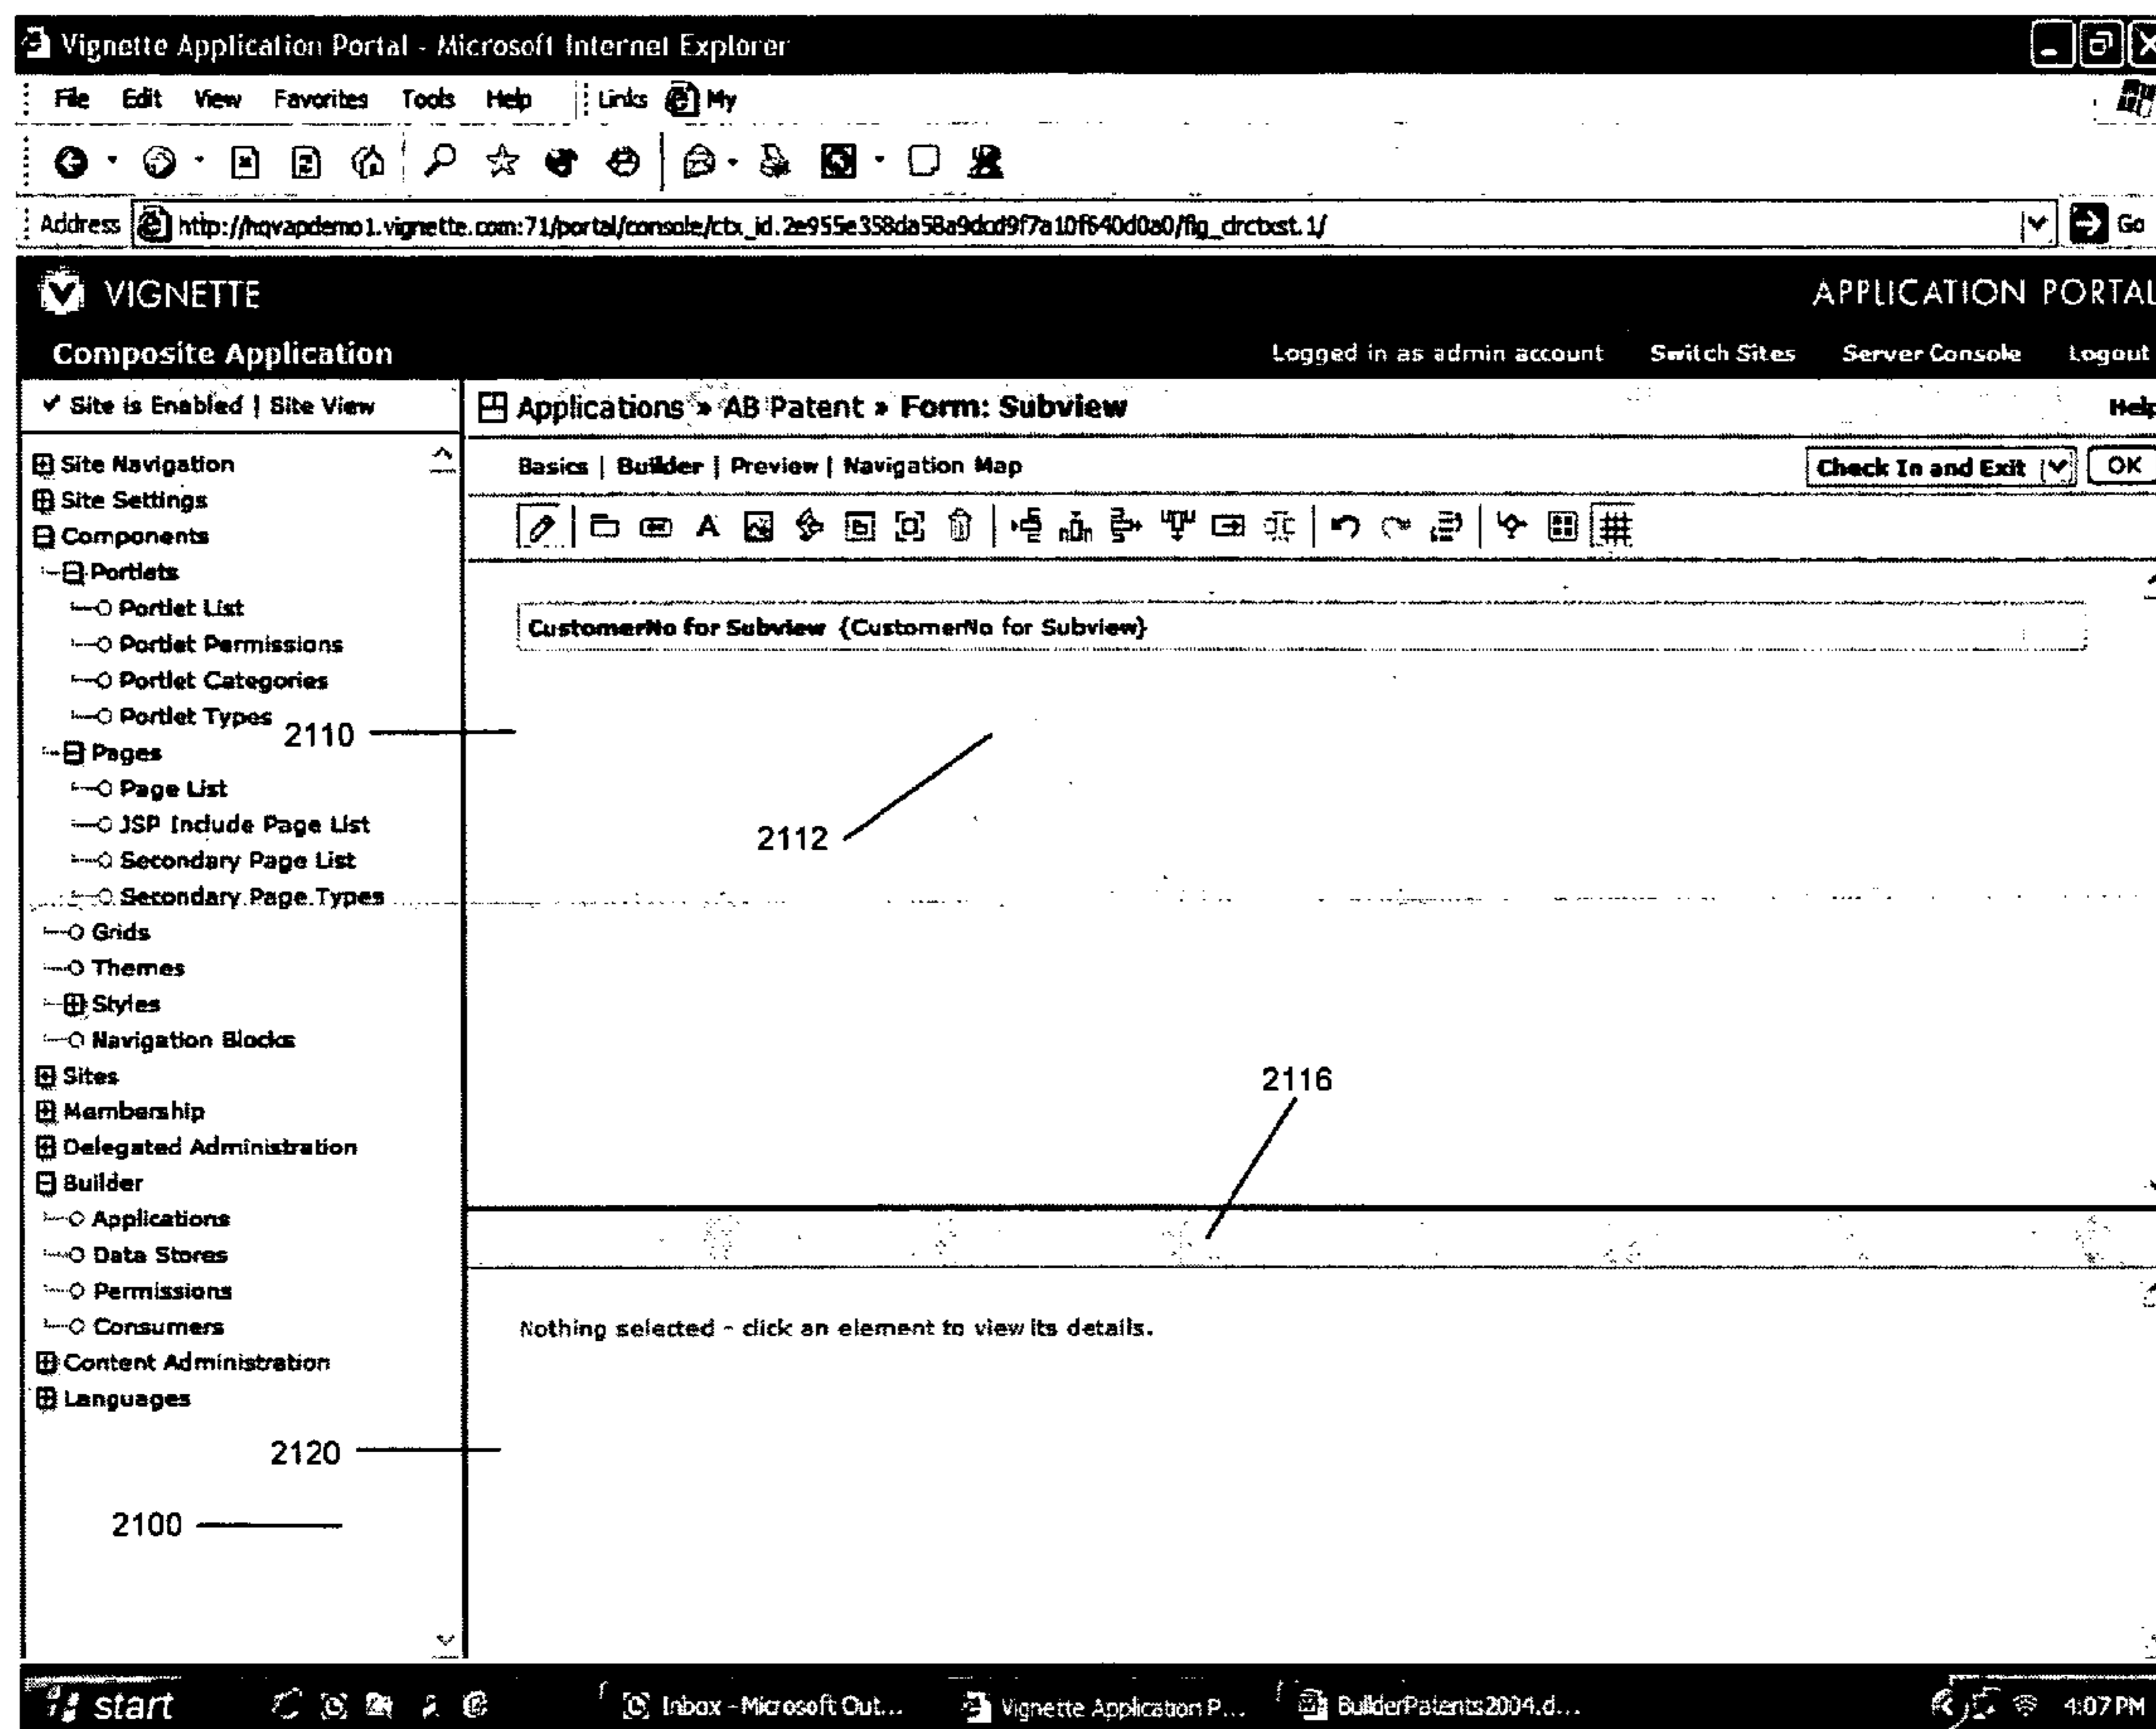 Vignette Application Portal - Microsoft Internet Explorer
File Edit View Favorites Tools Help Links My
Address http://hqvapdemo1.vignette.com:71/portal/console/ctx_id.2e955e358da58a9dcd9f7a10f640d0a0/flg_drctxst.1/ Go
VIGNETTE APPLICATION PORTAL
Composite Application Logged in as admin account Switch Sites Server Console Logout
✓ Site is Enabled | Site View
Applications » AB Patent » Form: Subview Help
Basics | Builder | Preview | Navigation Map Check In and Exit OK
Site Navigation
Site Settings
Components
Portlets
Portlet List
Portlet Permissions
Portlet Categories
Portlet Types
Pages
Page List
JSP Include Page List
Secondary Page List
Secondary Page Types
Grids
Themes
Styles
Navigation Blocks
Sites
Membership
Delegated Administration
Builder
Applications
Data Stores
Permissions
Consumers
Content Administration
Languages
CustomerNo for Subview {CustomerNo for Subview}
2110
2112
2116
Nothing selected - click an element to view its details.
2120
2100
start Inbox - Microsoft Out... Vignette Application P... BuilderPatents2004.d... 4:07 PM